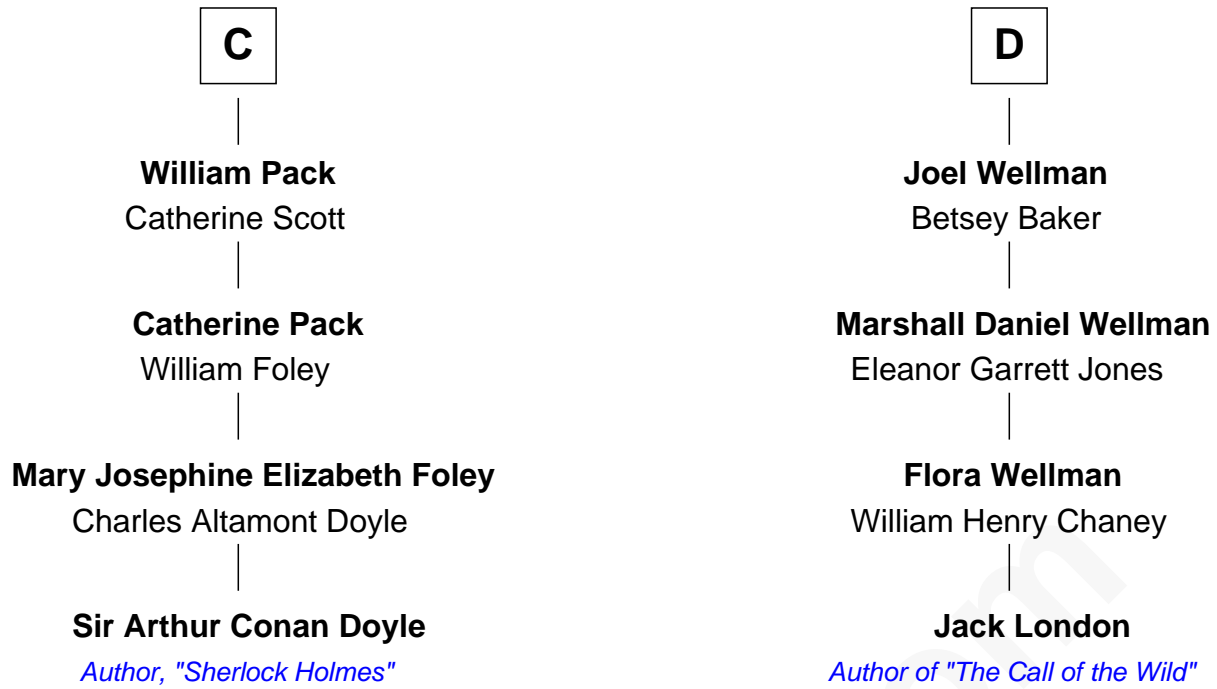 C
D
William Pack
Catherine Scott
Joel Wellman
Betsey Baker
Catherine Pack
William Foley
Marshall Daniel Wellman
Eleanor Garrett Jones
Mary Josephine Elizabeth Foley
Charles Altamont Doyle
Flora Wellman
William Henry Chaney
Sir Arthur Conan Doyle
Author, "Sherlock Holmes"
Jack London
Author of "The Call of the Wild"